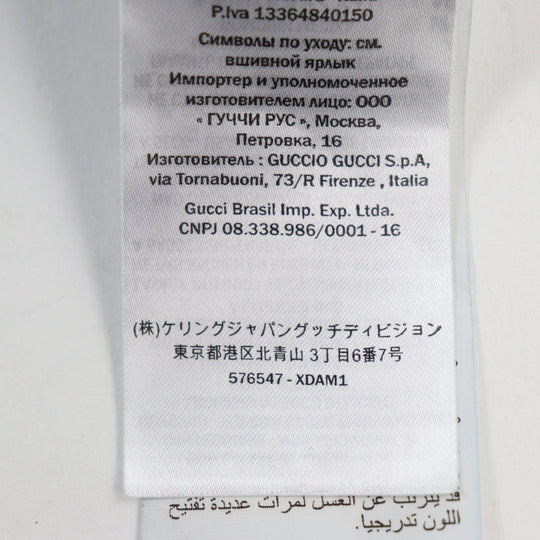 P.Iva 13364840150
Символы по уходу: см.
вшивной ярлык
Импортер и уполномоченное
изготовителем лицо: ООО
« ГУЧЧИ РУС », Москва,
Петровка, 16
Изготовитель : GUCCIO GUCCI S.p.A,
via Tornabuoni, 73/R Firenze , Italia
Gucci Brasil Imp. Exp. Ltda.
CNPJ 08.338.986/0001 - 16
(株)ケリングジャパングッチディビジョン
東京都港区北青山 3丁目6番7号
576547 - XDAM1
قد يترتب عن الغسل لمرات عديدة تفتيح
اللون تدريجيا.